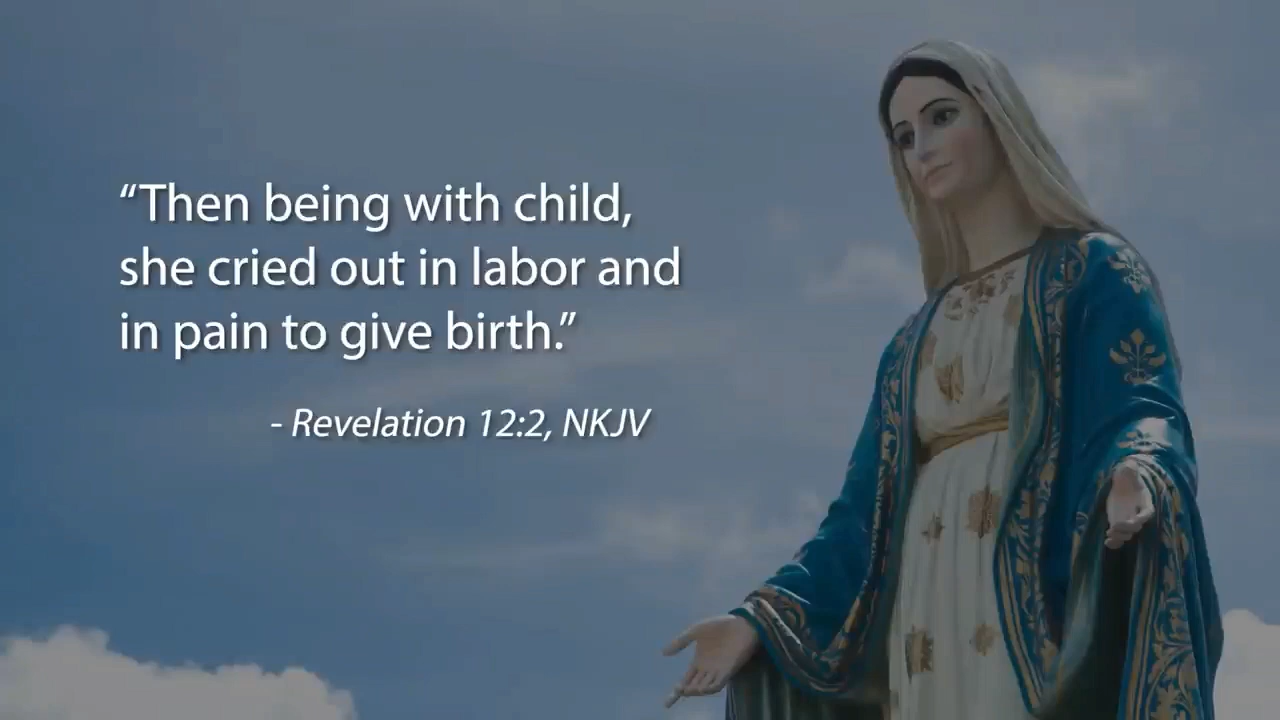 “Then being with child,
she cried out in labor and
in pain to give birth.”
- Revelation 12:2, NKJV